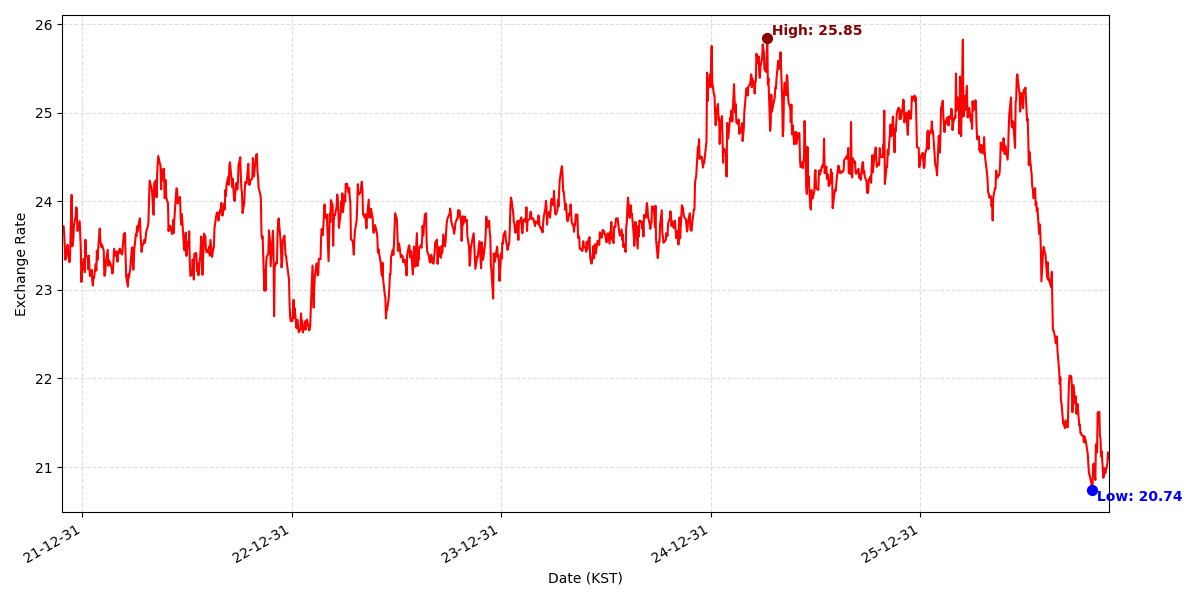 High: 25.85
26
25
24
23
22
21
Exchange Rate
Low: 20.74
21-12-31
22-12-31
23-12-31
24-12-31
25-12-31
Date (KST)